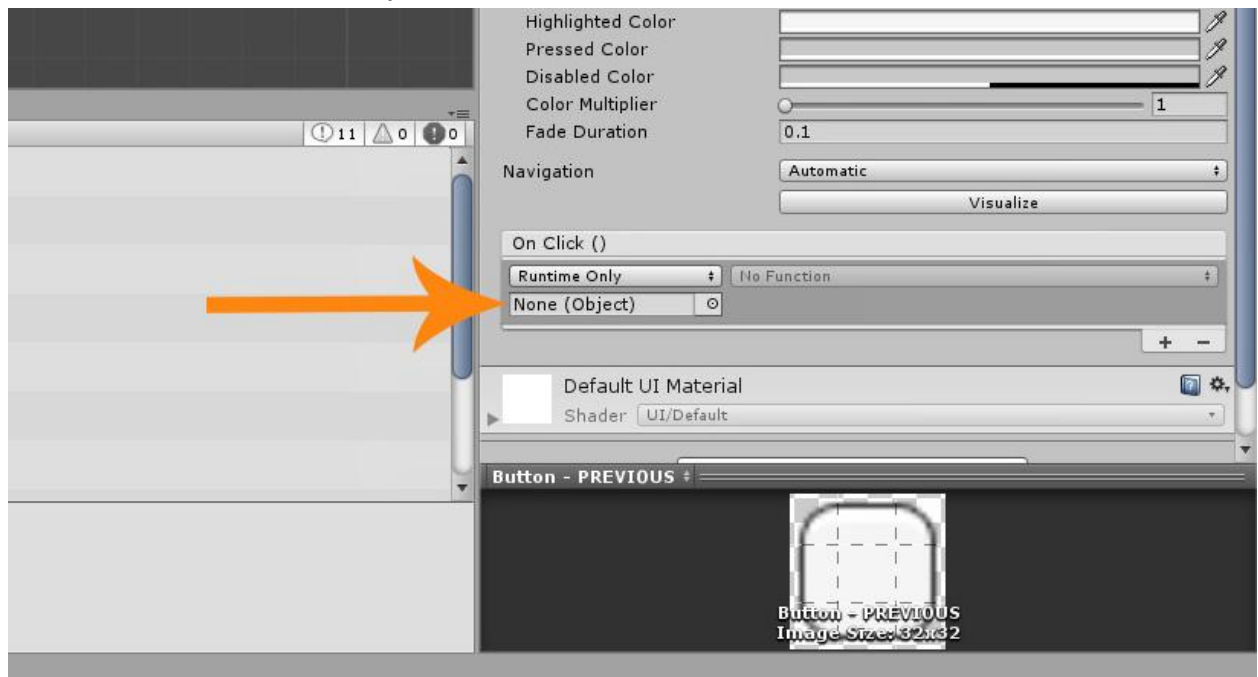 Highlighted Color
Pressed Color
Disabled Color
Color Multiplier 1
Fade Duration 0.1
11 0 0
Navigation Automatic
Visualize
On Click ()
Runtime Only No Function
None (Object)
+ −
Default UI Material
Shader UI/Default
Button - PREVIOUS
Button - PREVIOUS
Image Size: 32x32